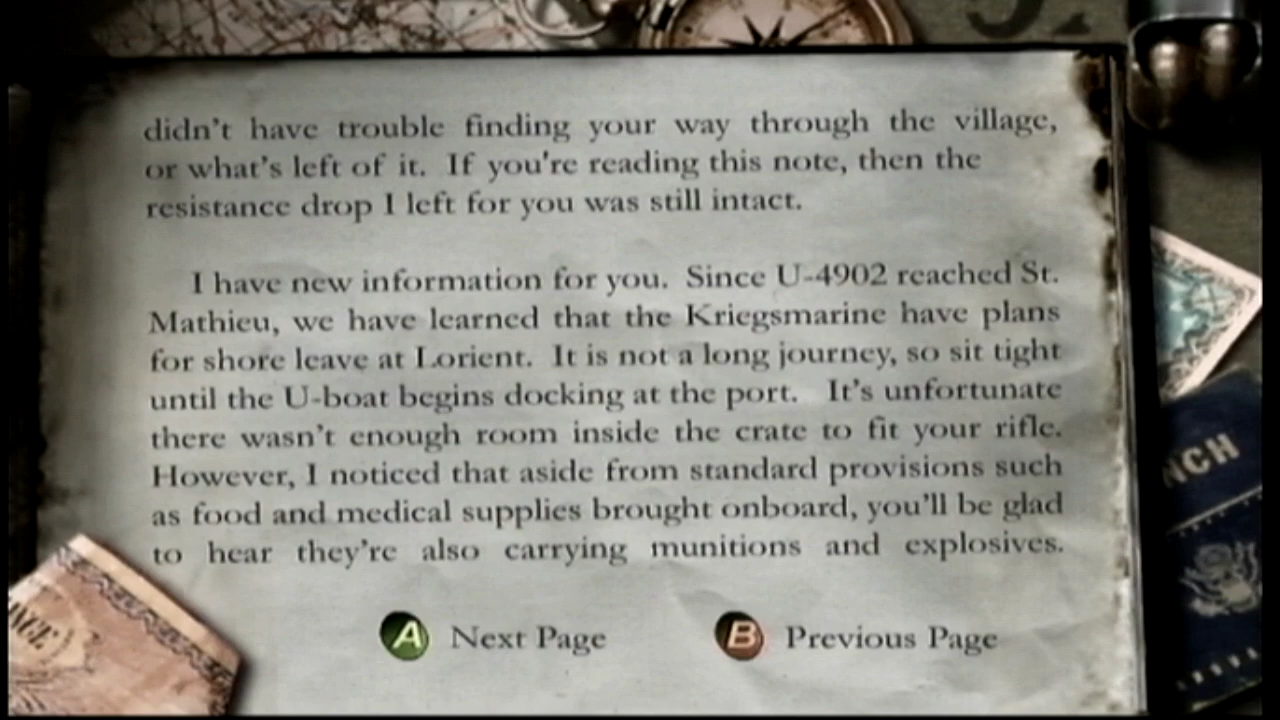 didn't have trouble finding your way through the village,
or what's left of it. If you're reading this note, then the
resistance drop I left for you was still intact.
I have new information for you. Since U-4902 reached St.
Mathieu, we have learned that the Kriegsmarine have plans
for shore leave at Lorient. It is not a long journey, so sit tight
until the U-boat begins docking at the port. It's unfortunate
there wasn't enough room inside the crate to fit your rifle.
However, I noticed that aside from standard provisions such
as food and medical supplies brought onboard, you'll be glad
to hear they're also carrying munitions and explosives.
NCH
A Next Page B Previous Page